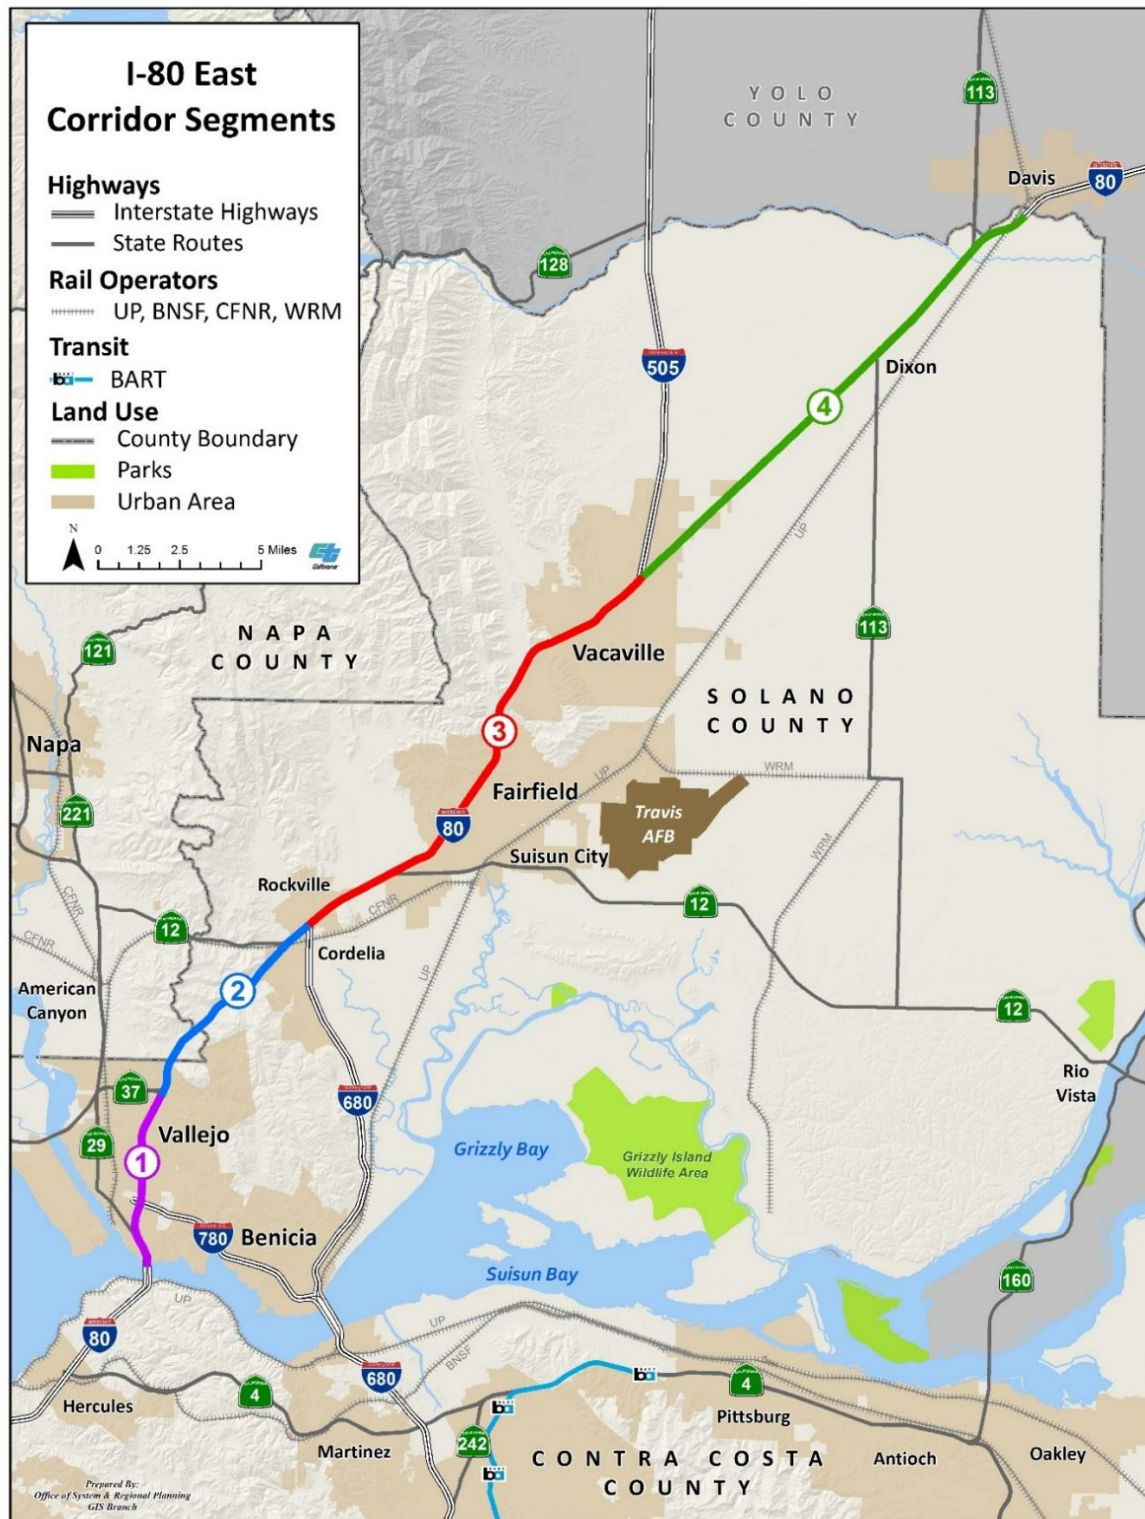 I-80 East
Corridor Segments
Highways
Interstate Highways
State Routes
Rail Operators
UP, BNSF, CFNR, WRM
Transit
BART
Land Use
County Boundary
Parks
Urban Area
N
0 1.25 2.5 5 Miles
YOLO
COUNTY
113
Davis
80
128
505
Dixon
4
UP
113
NAPA
COUNTY
121
Vacaville
SOLANO
COUNTY
3
Napa
221
UP
WRM
Fairfield
80
Travis
AFB
Suisun City
WRM
Rockville
CFNR
CFNR
12
12
Cordelia
CFNR
UP
American
Canyon
2
12
Rio
Vista
37
680
Vallejo
29
1
Grizzly Bay
Grizzly Island
Wildlife Area
780
Benicia
Suisun Bay
160
UP
80
UP
BNSF
4
680
ba
4
Hercules
ba
Pittsburg
Martinez
242
ba
CONTRA COSTA
COUNTY
Antioch
Oakley
Prepared By:
Office of System & Regional Planning
GIS Branch